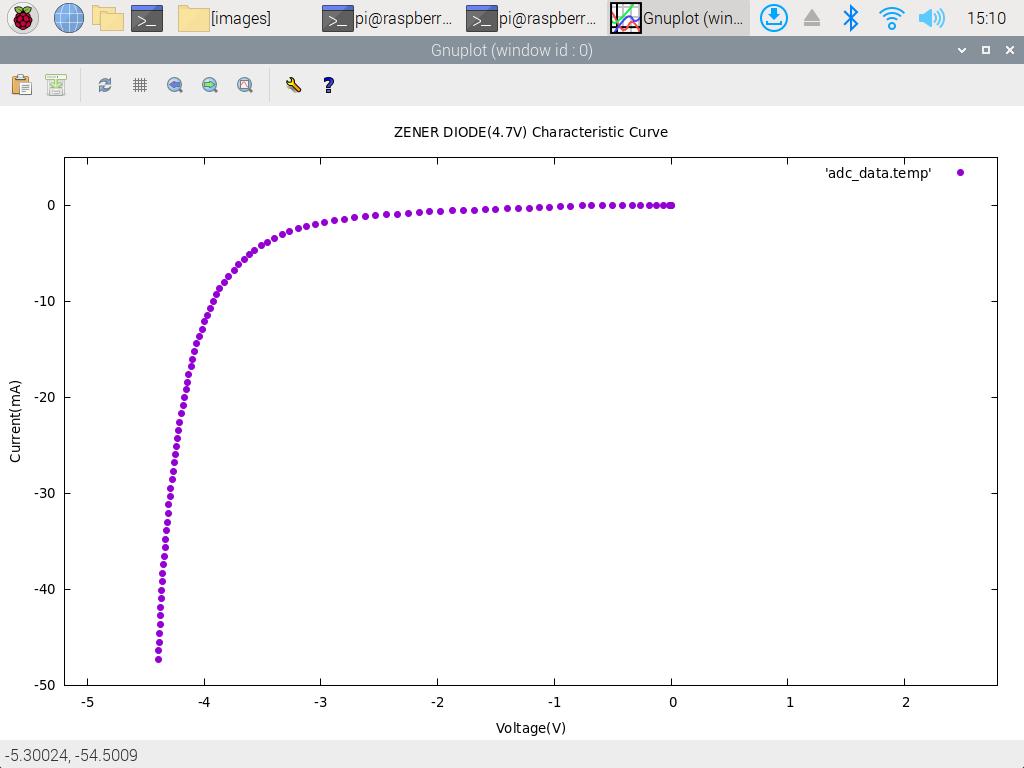 [images]
pi@raspberr...
pi@raspberr...
Gnuplot (win...
15:10
Gnuplot (window id : 0)
ZENER DIODE(4.7V) Characteristic Curve
'adc_data.temp'
0
-10
-20
-30
-40
-50
Current(mA)
-5 -4 -3 -2 -1 0 1 2
Voltage(V)
-5.30024, -54.5009